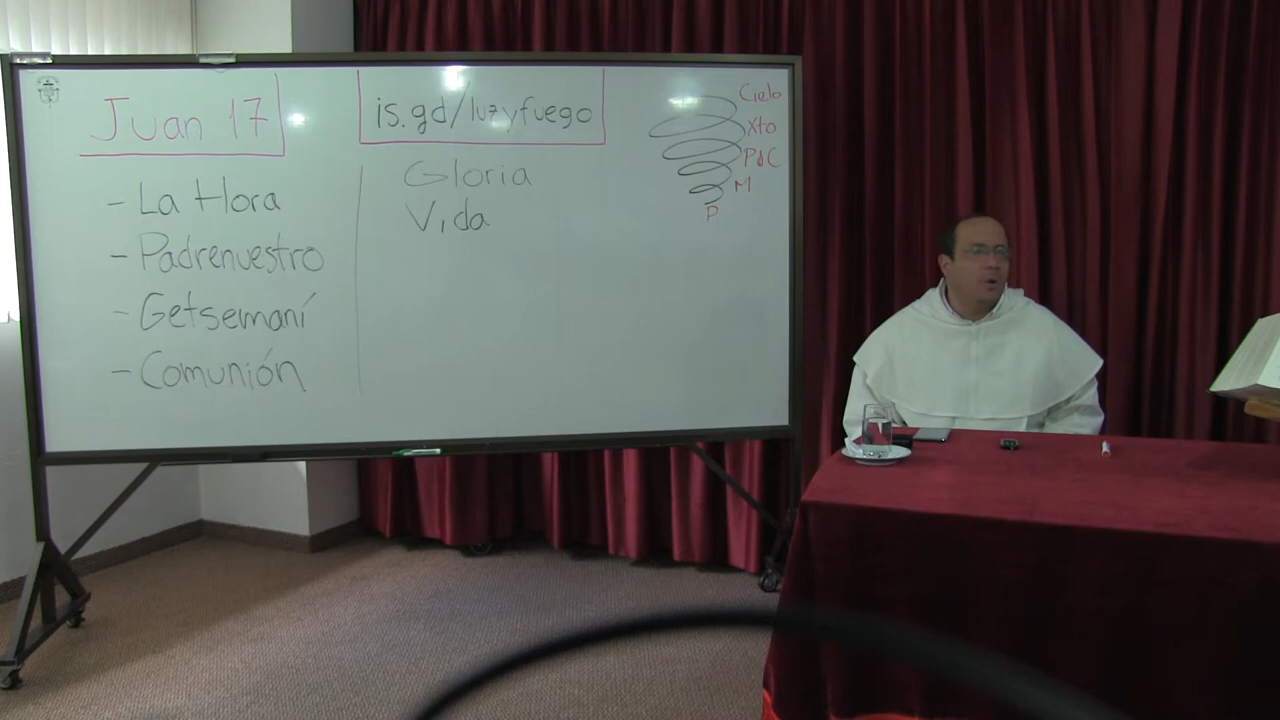 Juan 17
- La Hora
- Padrenuestro
- Getsemaní
- Comunión
is.gd/luzyfuego
Gloria
Vida
Cielo
Xto
PdC
M
P